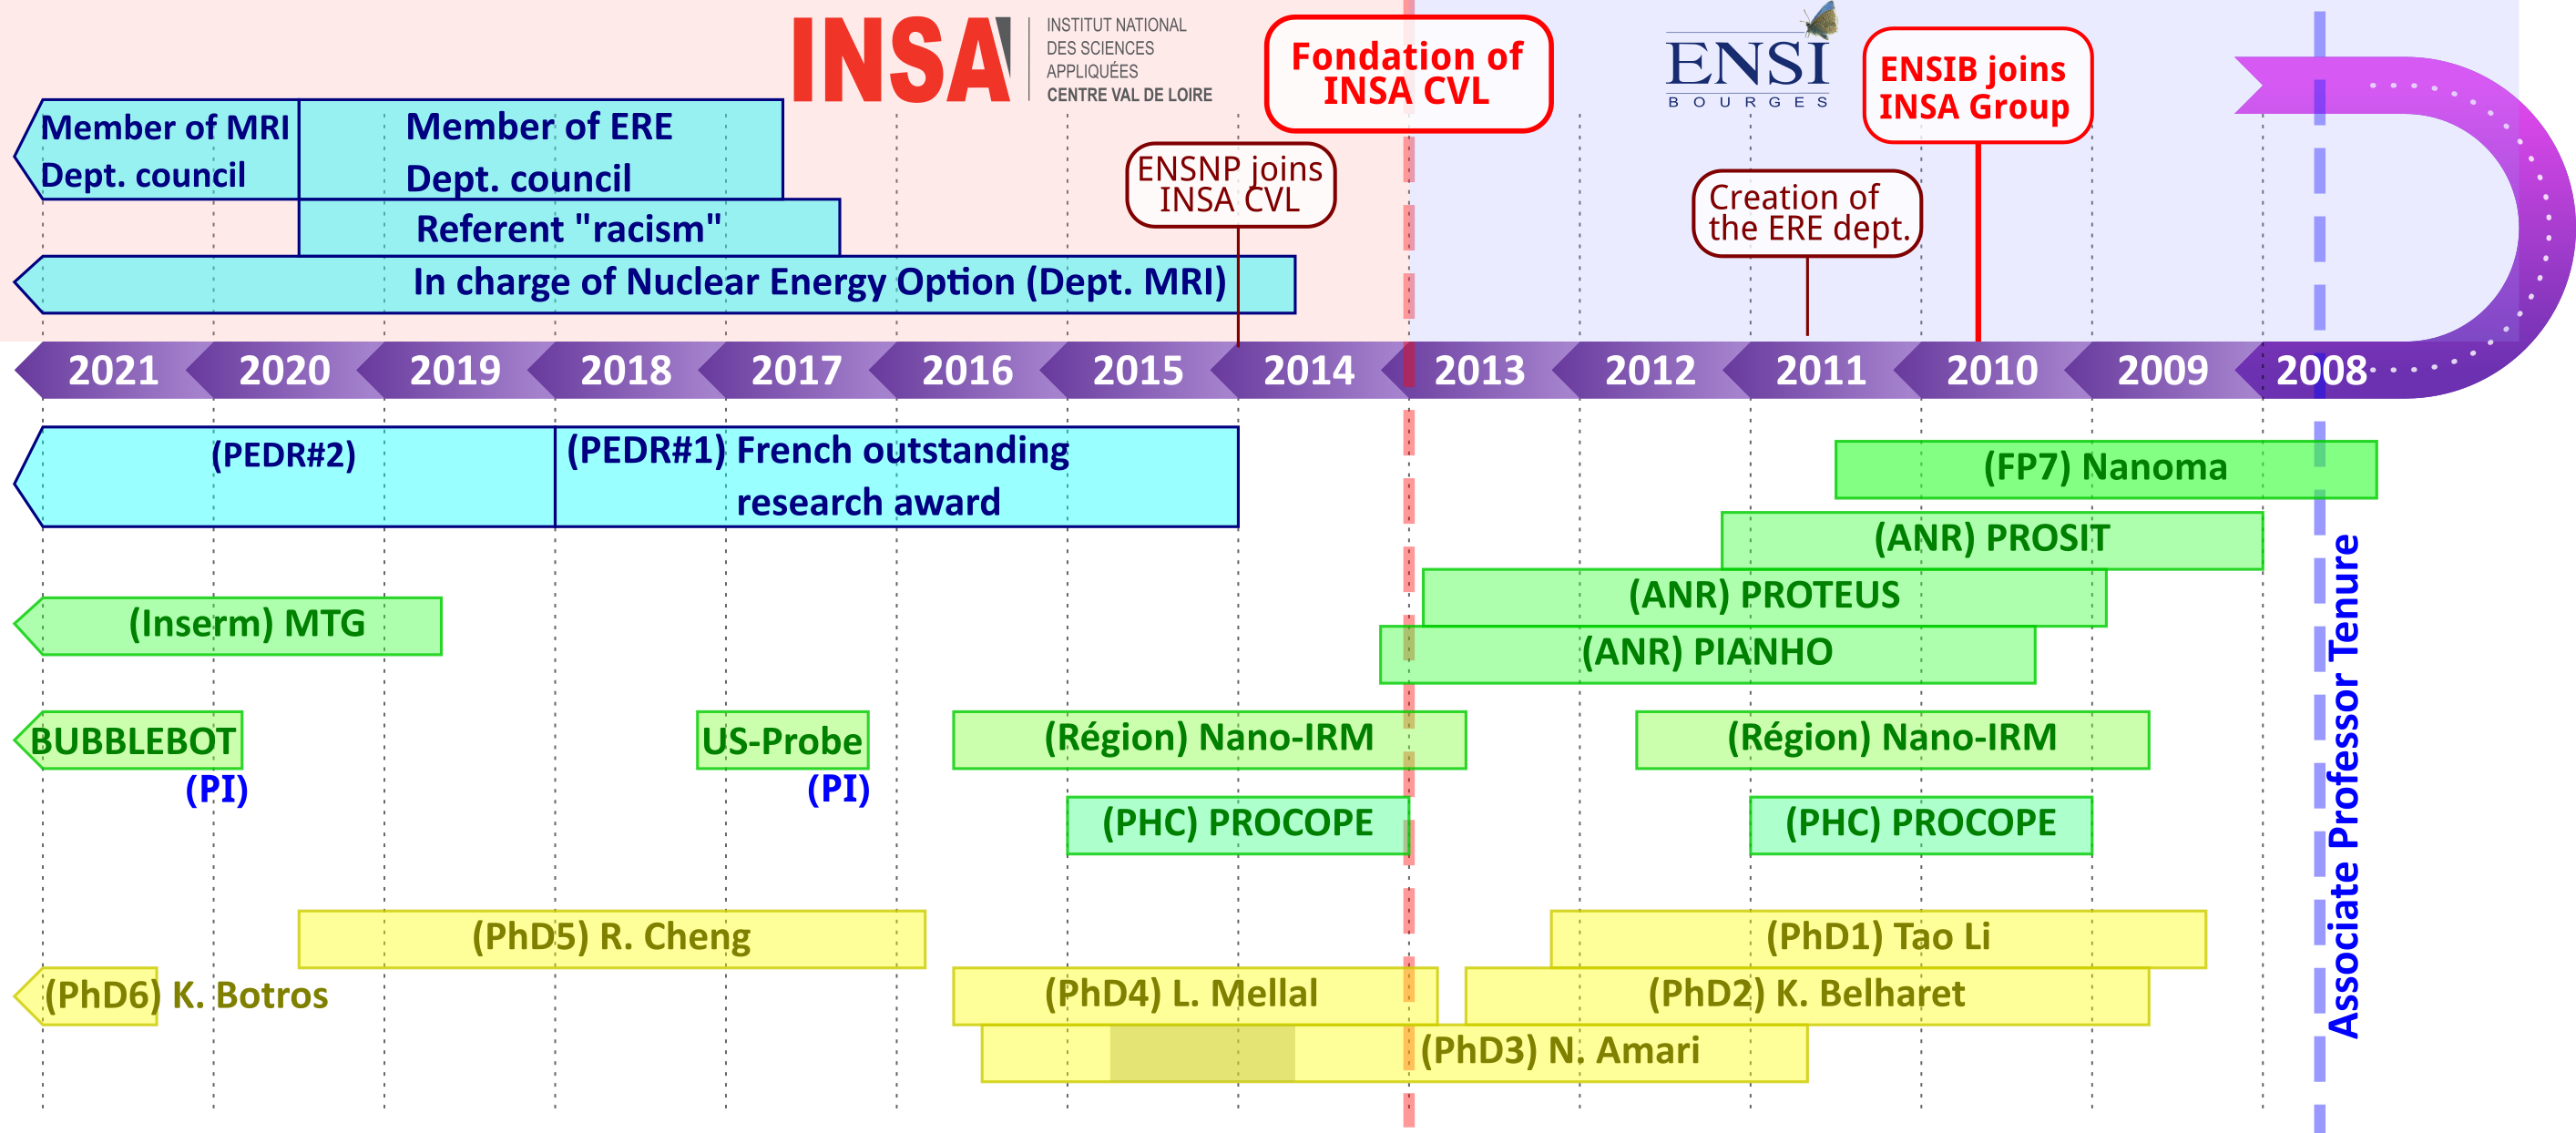 INSA
INSTITUT NATIONAL
DES SCIENCES
APPLIQUÉES
CENTRE VAL DE LOIRE
Fondation of
INSA CVL
ENSI
BOURGES
ENSIB joins
INSA Group
Member of MRI
Dept. council
Member of ERE
Dept. council
ENSNP joins
INSA CVL
Creation of
the ERE dept.
Referent "racism"
In charge of Nuclear Energy Option (Dept. MRI)
2021 2020 2019 2018 2017 2016 2015 2014 2013 2012 2011 2010 2009 2008
(PEDR#2)
(PEDR#1) French outstanding
research award
(FP7) Nanoma
(ANR) PROSIT
(ANR) PROTEUS
(Inserm) MTG
(ANR) PIANHO
BUBBLEBOT
(PI)
US-Probe
(PI)
(Région) Nano-IRM
(Région) Nano-IRM
(PHC) PROCOPE
(PHC) PROCOPE
Associate Professor Tenure
(PhD5) R. Cheng
(PhD1) Tao Li
(PhD6) K. Botros
(PhD4) L. Mellal
(PhD2) K. Belharet
(PhD3) N. Amari